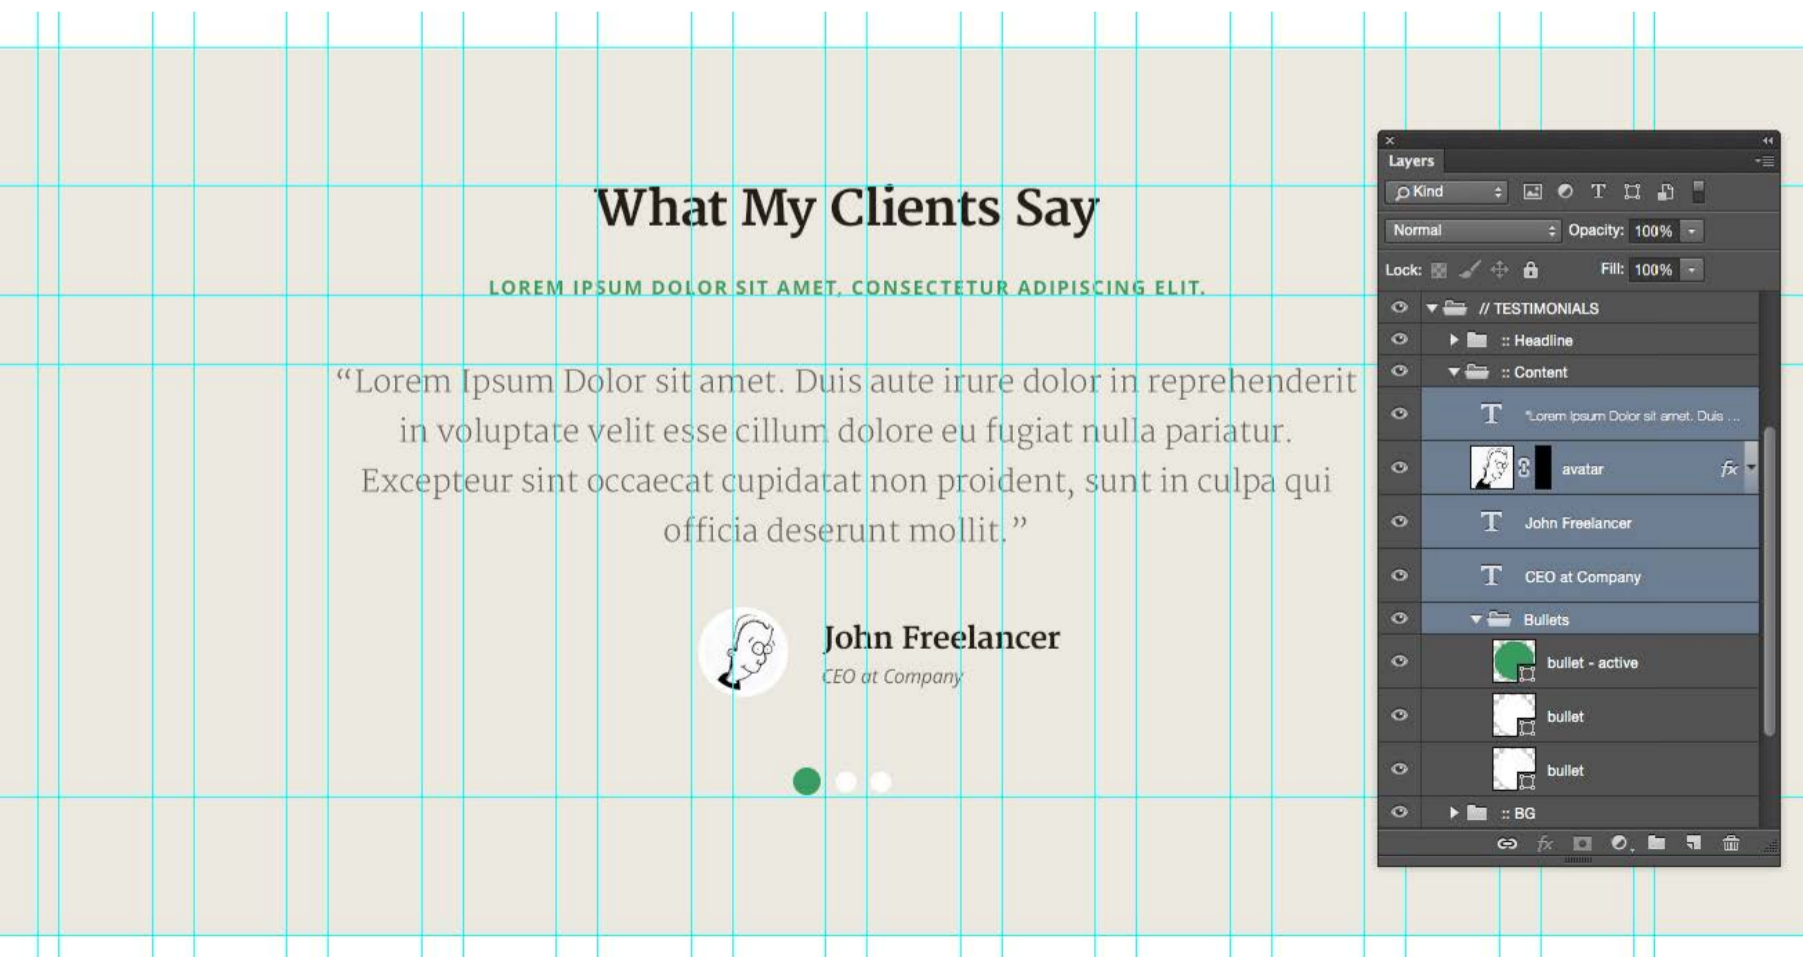 What My Clients Say
LOREM IPSUM DOLOR SIT AMET, CONSECTETUR ADIPISCING ELIT.
“Lorem Ipsum Dolor sit amet. Duis aute irure dolor in reprehenderit
in voluptate velit esse cillum dolore eu fugiat nulla pariatur.
Excepteur sint occaecat cupidatat non proident, sunt in culpa qui
officia deserunt mollit.”
John Freelancer
CEO at Company
Layers
Kind
Normal
Opacity: 100%
Lock:
Fill: 100%
// TESTIMONIALS
:: Headline
:: Content
"Lorem Ipsum Dolor sit amet. Duis ...
avatar fx
John Freelancer
CEO at Company
Bullets
bullet - active
bullet
bullet
:: BG
fx